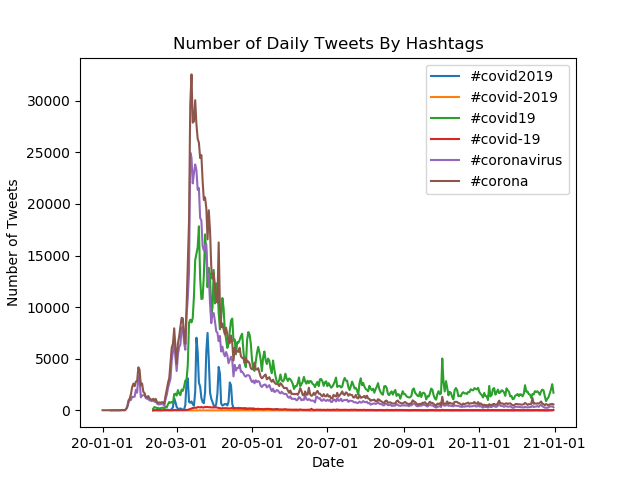 Number of Daily Tweets By Hashtags
#covid2019
#covid-2019
#covid19
#covid-19
#coronavirus
#corona
Number of Tweets
30000
25000
20000
15000
10000
5000
0
20-01-01 20-03-01 20-05-01 20-07-01 20-09-01 20-11-01 21-01-01
Date